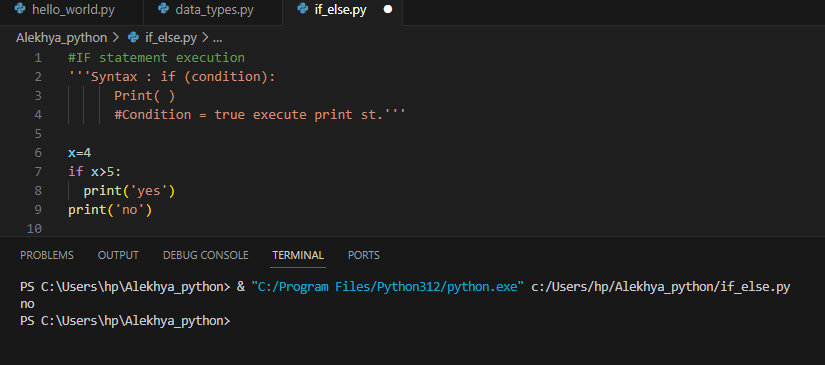 hello_world.py data_types.py if_else.py
Alekhya_python > if_else.py > ...
1 #IF statement execution
2 '''Syntax : if (condition):
3 Print( )
4 #Condition = true execute print st.'''
5
6 x=4
7 if x>5:
8 print('yes')
9 print('no')
10
PROBLEMS OUTPUT DEBUG CONSOLE TERMINAL PORTS
PS C:\Users\hp\Alekhya_python> & "C:/Program Files/Python312/python.exe" c:/Users/hp/Alekhya_python/if_else.py
no
PS C:\Users\hp\Alekhya_python>